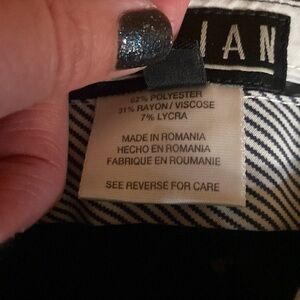 IAN
62% POLYESTER
31% RAYON / VISCOSE
7% LYCRA
MADE IN ROMANIA
HECHO EN ROMANIA
FABRIQUE EN ROUMANIE
SEE REVERSE FOR CARE